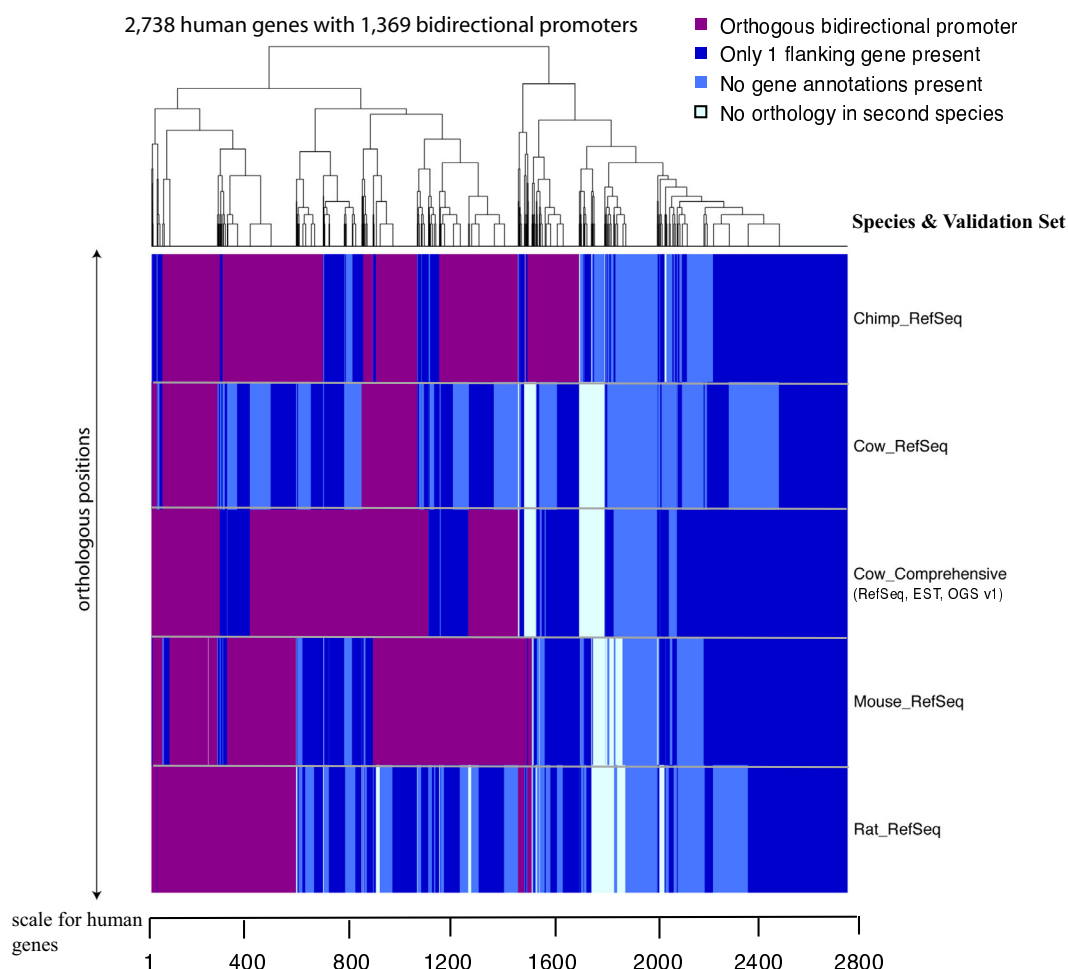 2,738 human genes with 1,369 bidirectional promoters
Orthogous bidirectional promoter
Only 1 flanking gene present
No gene annotations present
No orthology in second species
Species & Validation Set
orthologous positions
Chimp_RefSeq
Cow_RefSeq
Cow_Comprehensive
(RefSeq, EST, OGS v1)
Mouse_RefSeq
Rat_RefSeq
scale for human
genes
1 400 800 1200 1600 2000 2400 2800